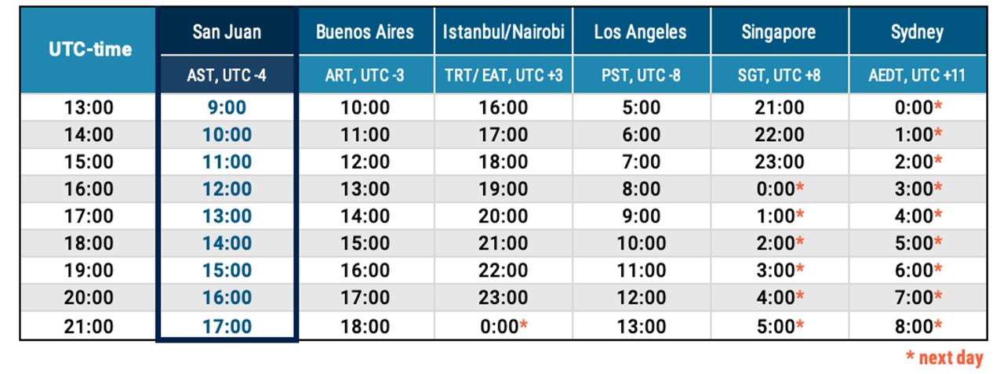 UTC-time San Juan Buenos Aires Istanbul/Nairobi Los Angeles Singapore Sydney
AST, UTC -4 ART, UTC -3 TRT/ EAT, UTC +3 PST, UTC -8 SGT, UTC +8 AEDT, UTC +11
13:00 9:00 10:00 16:00 5:00 21:00 0:00*
14:00 10:00 11:00 17:00 6:00 22:00 1:00*
15:00 11:00 12:00 18:00 7:00 23:00 2:00*
16:00 12:00 13:00 19:00 8:00 0:00* 3:00*
17:00 13:00 14:00 20:00 9:00 1:00* 4:00*
18:00 14:00 15:00 21:00 10:00 2:00* 5:00*
19:00 15:00 16:00 22:00 11:00 3:00* 6:00*
20:00 16:00 17:00 23:00 12:00 4:00* 7:00*
21:00 17:00 18:00 0:00* 13:00 5:00* 8:00*
* next day